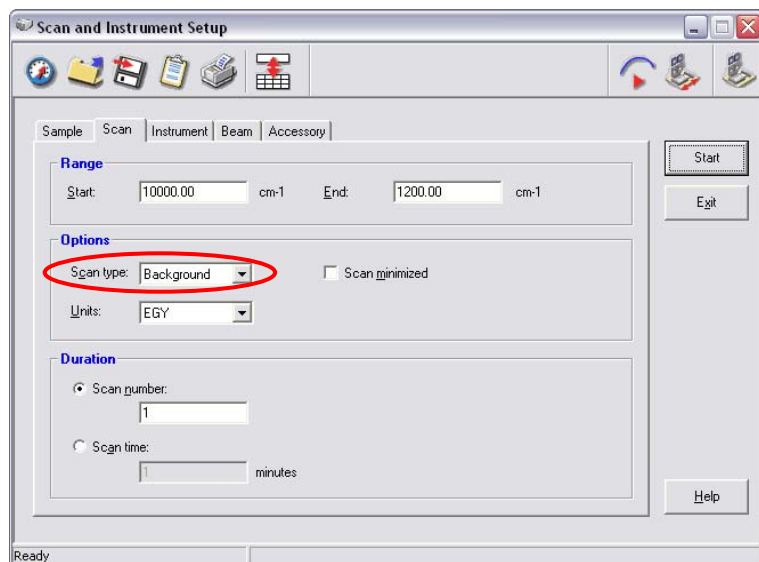 Scan and Instrument Setup
Sample Scan Instrument Beam Accessory
Start
Range
Start: 10000.00 cm-1 End: 1200.00 cm-1
Exit
Options
Scan type: Background Scan minimized
Units: EGY
Duration
Scan number:
1
Scan time:
1 minutes
Help
Ready